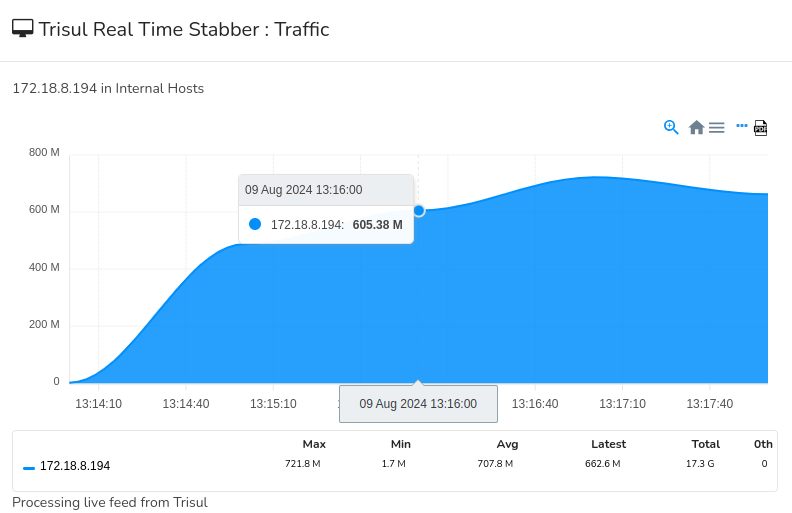 Trisul Real Time Stabber : Traffic
172.18.8.194 in Internal Hosts
PDF
800 M
600 M
400 M
200 M
0
09 Aug 2024 13:16:00
172.18.8.194: 605.38 M
13:14:10 13:14:40 13:15:10 09 Aug 2024 13:16:00 13:16:40 13:17:10 13:17:40
Max Min Avg Latest Total 0th
172.18.8.194 721.8 M 1.7 M 707.8 M 662.6 M 17.3 G 0
Processing live feed from Trisul